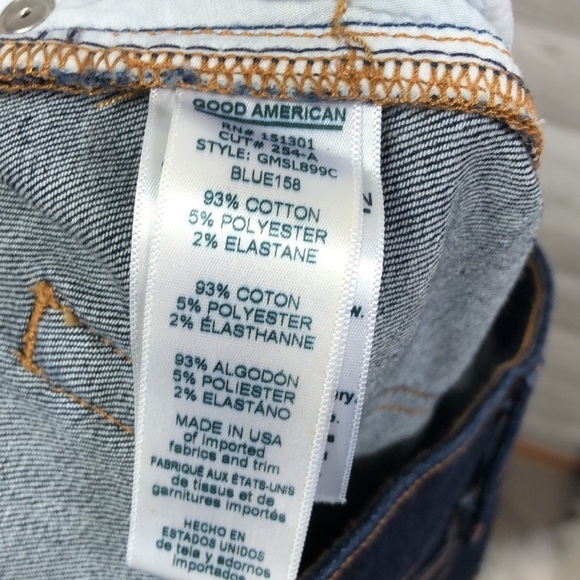 GOOD AMERICAN
RN# 151301
CUT# 254-A
STYLE: GMSL899C
BLUE158
93% COTTON
5% POLYESTER
2% ELASTANE
93% COTON
5% POLYESTER
2% ÉLASTHANNE
93% ALGODÓN
5% POLIESTER
2% ELASTÁNO
MADE IN USA
of imported
fabrics and trim
FABRIQUÉ AUX ÉTATS-UNIS
de tissus et de
garnitures importés
HECHO EN
ESTADOS UNIDOS
de tela y adornos
importados